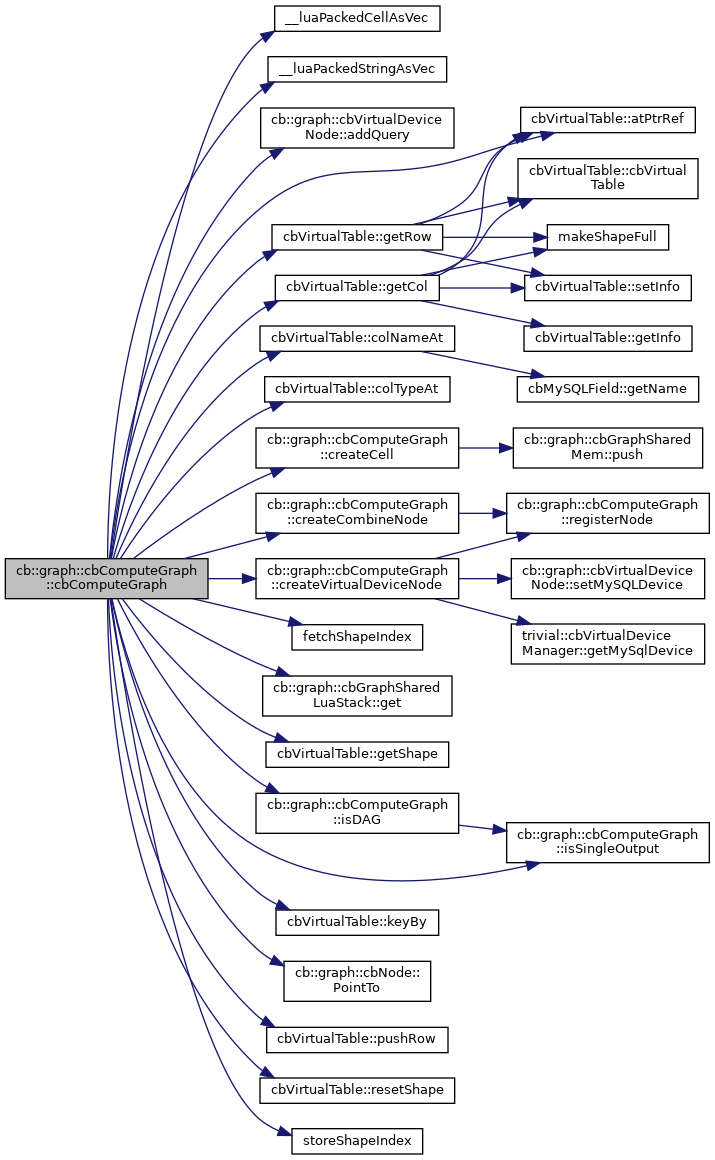 __luaPackedCellAsVec
__luaPackedStringAsVec
cb::graph::cbVirtualDevice
Node::addQuery
cbVirtualTable::atPtrRef
cbVirtualTable::cbVirtual
Table
cbVirtualTable::getRow
makeShapeFull
cbVirtualTable::getCol
cbVirtualTable::setInfo
cbVirtualTable::colNameAt
cbVirtualTable::getInfo
cbVirtualTable::colTypeAt
cbMySQLField::getName
cb::graph::cbComputeGraph
::createCell
cb::graph::cbGraphShared
Mem::push
cb::graph::cbComputeGraph
::createCombineNode
cb::graph::cbComputeGraph
::registerNode
cb::graph::cbComputeGraph
::cbComputeGraph
cb::graph::cbComputeGraph
::createVirtualDeviceNode
cb::graph::cbVirtualDevice
Node::setMySQLDevice
fetchShapeIndex
trivial::cbVirtualDevice
Manager::getMySqlDevice
cb::graph::cbGraphShared
LuaStack::get
cbVirtualTable::getShape
cb::graph::cbComputeGraph
::isDAG
cb::graph::cbComputeGraph
::isSingleOutput
cbVirtualTable::keyBy
cb::graph::cbNode::
PointTo
cbVirtualTable::pushRow
cbVirtualTable::resetShape
storeShapeIndex